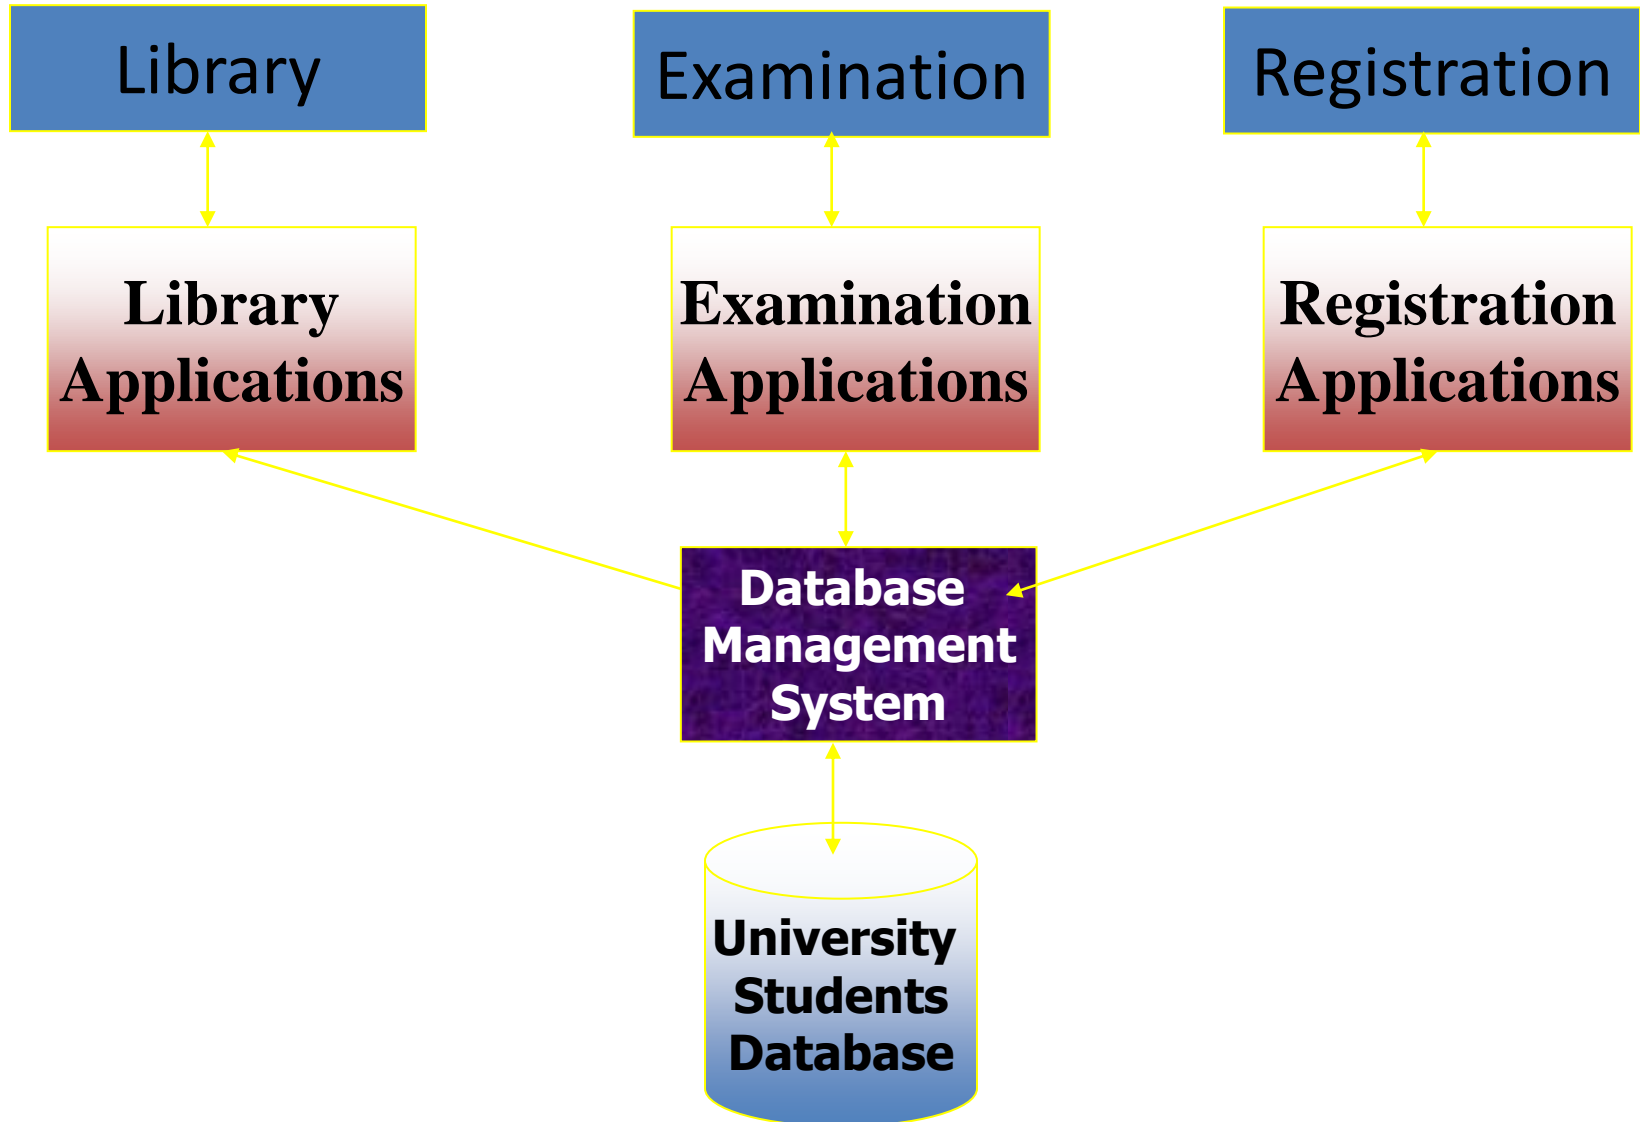 Library
Examination
Registration
Library
Applications
Examination
Applications
Registration
Applications
Database
Management
System
University
Students
Database